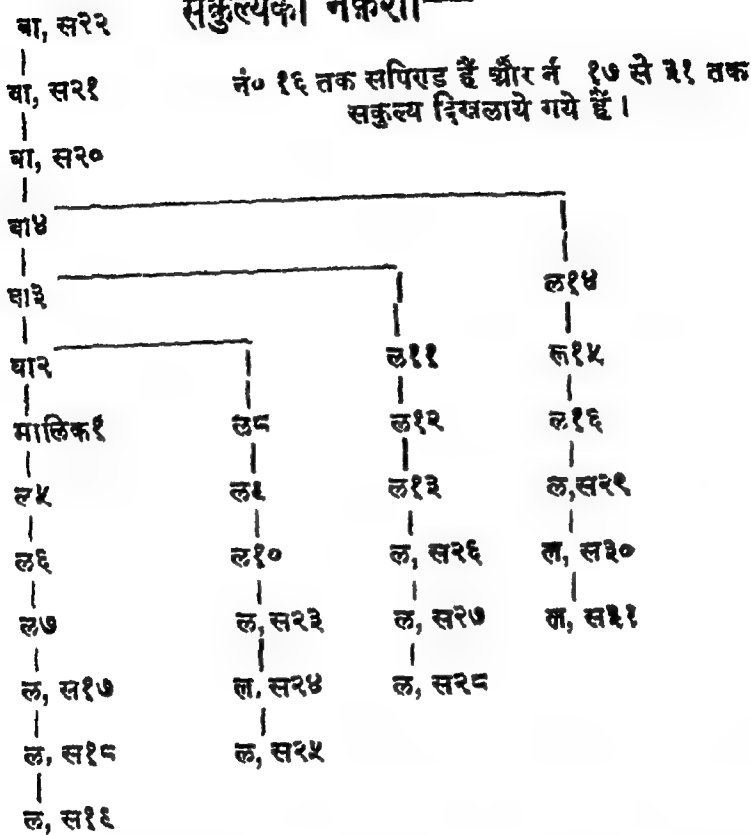 सकुल्यका नक़शा—
नं० १६ तक सपिण्ड हैं और नं १७ से ३१ तक
सकुल्य दिखलाये गये हैं।
बा, स२२
बा, स२१
बा, स२०
बा४
बा३ ल१४
बा२ ल११ ल१५
मालिक१ ल८ ल१२ ल१६
ल५ ल९ ल१३ ल,स२९
ल६ ल१० ल, स२६ ल, स३०
ल७ ल, स२३ ल, स२७ ल, स३१
ल, स१७ ल, स२४ ल, स२८
ल, स१८ ल, स२५
ल, स१९